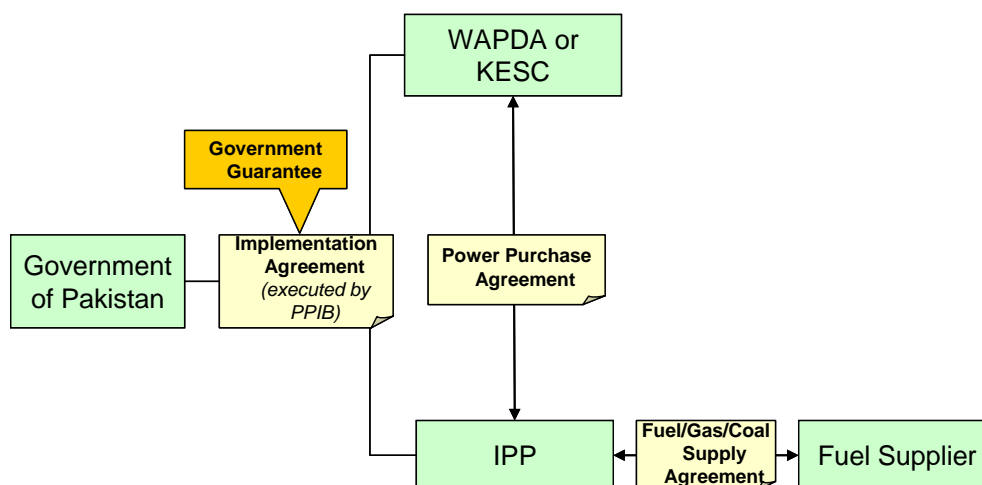 WAPDA or
KESC
Government
Guarantee
Government
of Pakistan
Implementation
Agreement
(executed by
PPIB)
Power Purchase
Agreement
IPP
Fuel/Gas/Coal
Supply
Agreement
Fuel Supplier